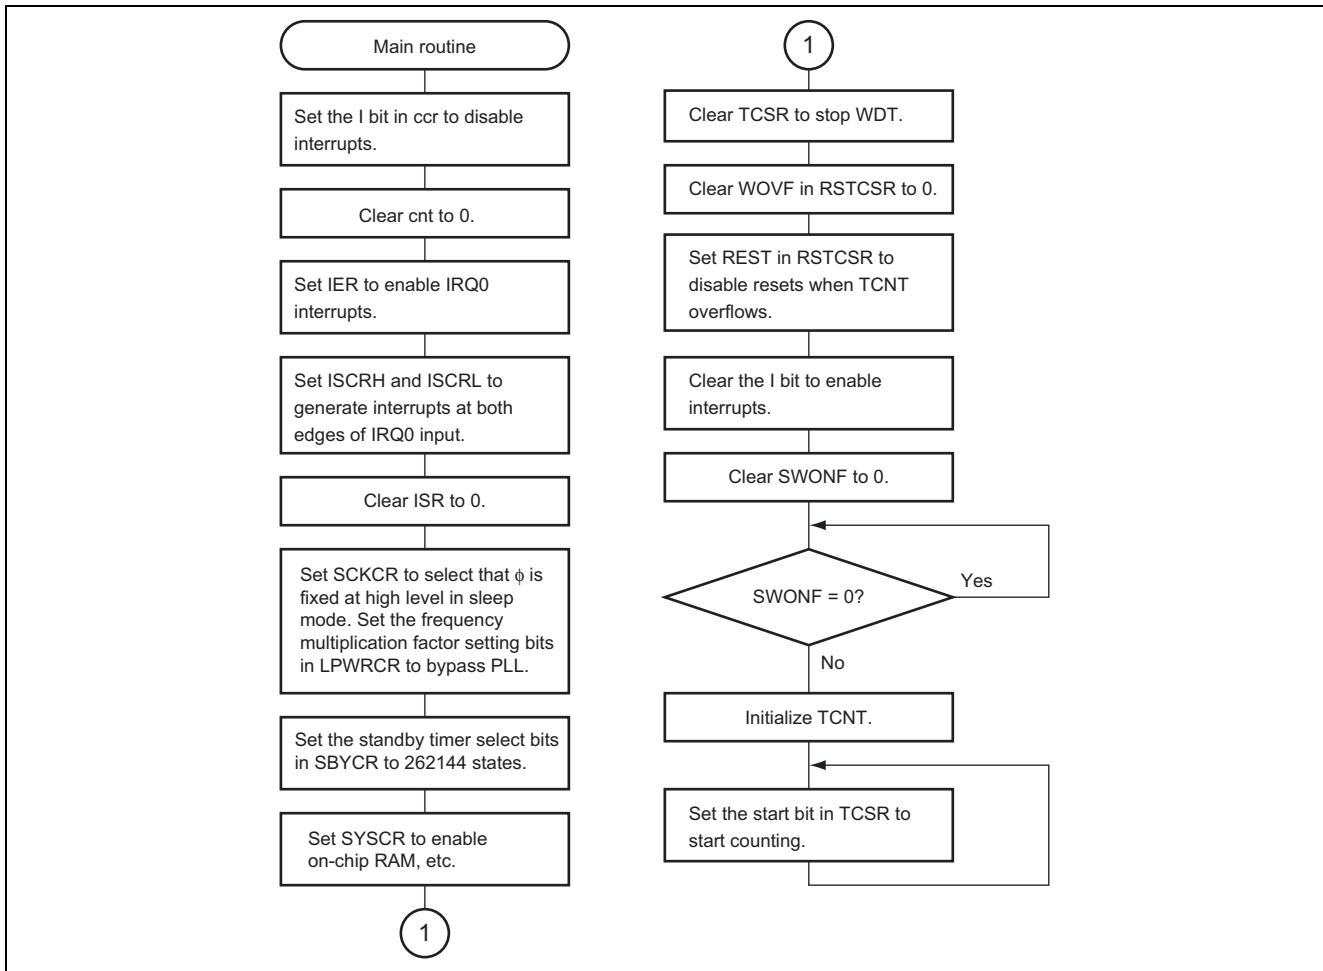 Main routine
Set the I bit in ccr to disable
interrupts.
Clear cnt to 0.
Set IER to enable IRQ0
interrupts.
Set ISCRH and ISCRL to
generate interrupts at both
edges of IRQ0 input.
Clear ISR to 0.
Set SCKCR to select that ϕ is
fixed at high level in sleep
mode. Set the frequency
multiplication factor setting bits
in LPWRCR to bypass PLL.
Set the standby timer select bits
in SBYCR to 262144 states.
Set SYSCR to enable
on-chip RAM, etc.
1
1
Clear TCSR to stop WDT.
Clear WOVF in RSTCSR to 0.
Set REST in RSTCSR to
disable resets when TCNT
overflows.
Clear the I bit to enable
interrupts.
Clear SWONF to 0.
SWONF = 0?
Yes
No
Initialize TCNT.
Set the start bit in TCSR to
start counting.